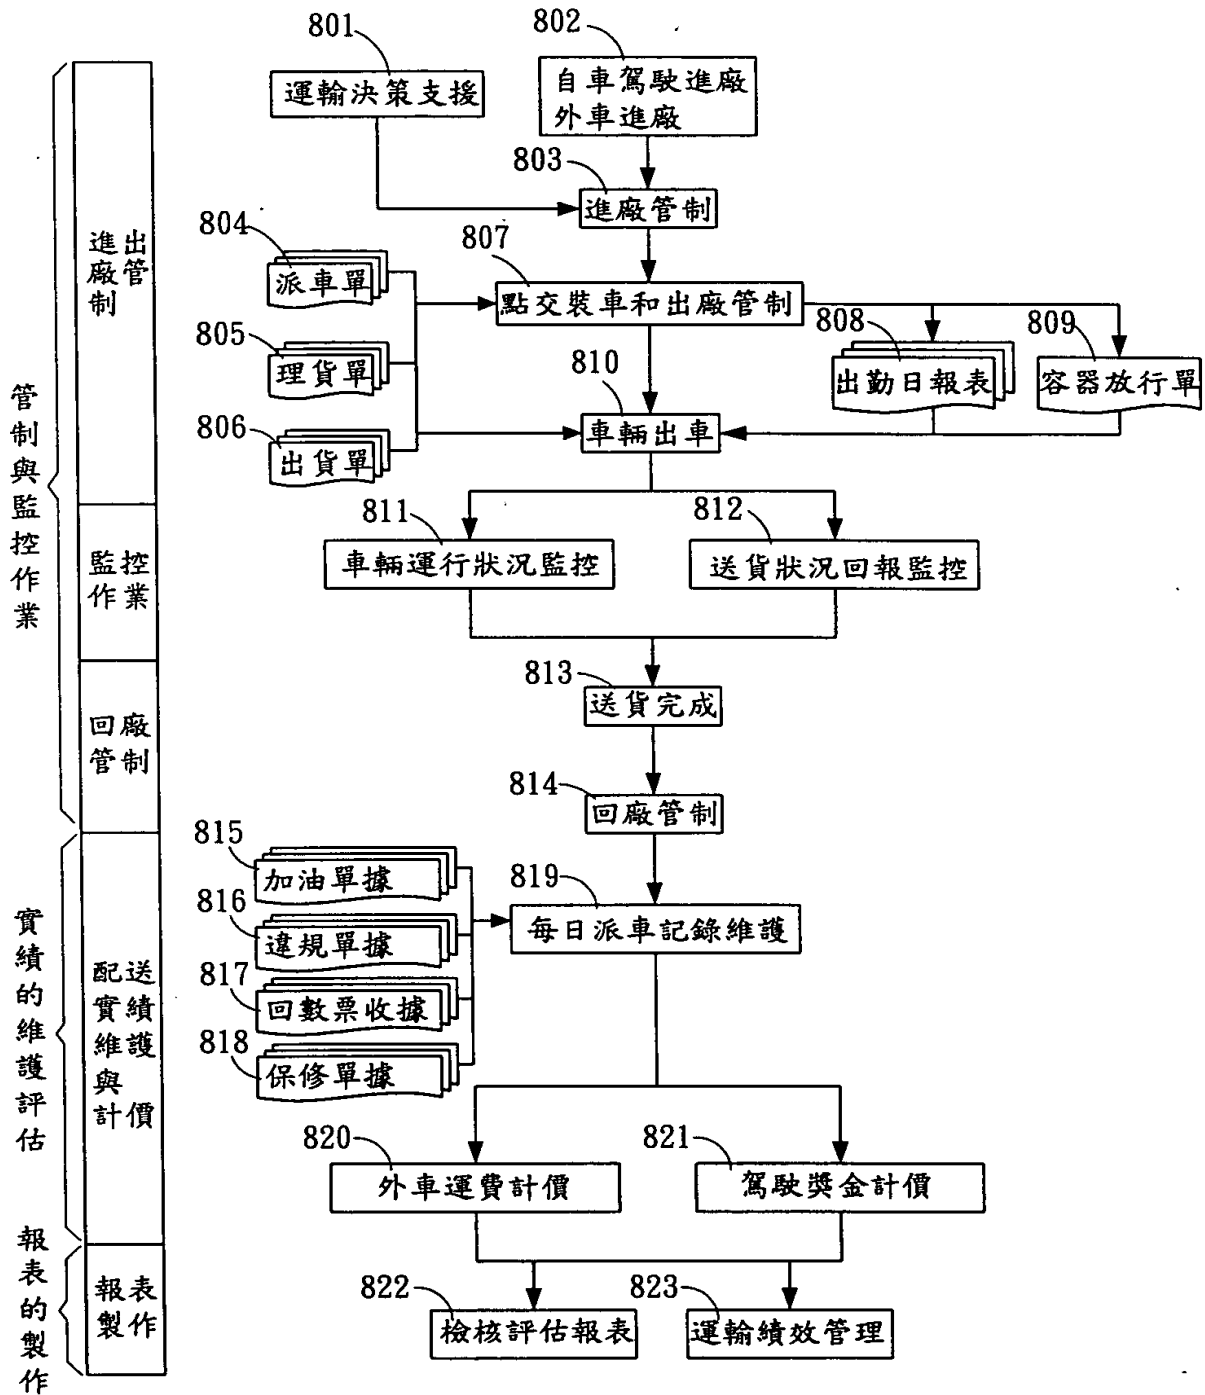 801
運輸決策支援
802
自車駕駛進廠
外車進廠
803
進廠管制
804
派車單
805
理貨單
806
出貨單
807
點交裝車和出廠管制
808
出勤日報表
809
容器放行單
810
車輛出車
811
車輛運行狀況監控
812
送貨狀況回報監控
813
送貨完成
814
回廠管制
815
加油單據
816
違規單據
817
回數票收據
818
保修單據
819
每日派車記錄維護
820
外車運費計價
821
駕駛獎金計價
822
檢核評估報表
823
運輸績效管理
管制與監控作業
進出
廠管
制
監控
作業
回廠
管制
實績的維護評估
配送
實績
維護
與
計價
報表的製作
報表
製作